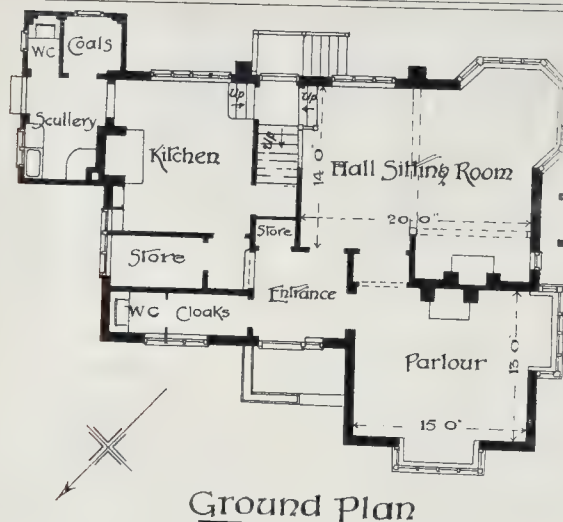 WC
Coals
Scullery
Kitchen
Up
Up
Up
Hall Sitting Room
14. 0"
20. 0"
Store
Store
Entrance
WC Cloaks
Parlour
13. 0"
15. 0"
Ground Plan